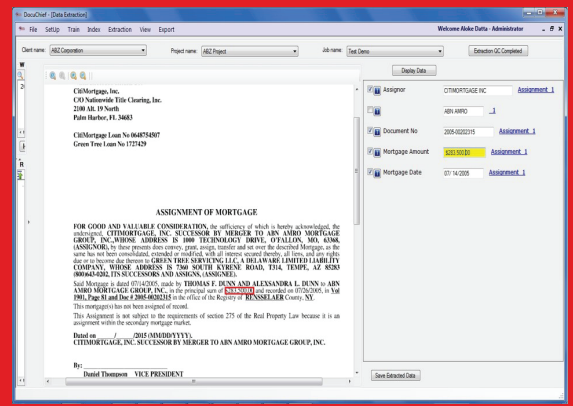 DocuChief - [Data Extraction]
File SetUp Train Index Extraction View Export Welcome Aloke Datta - Administrator
Client name: ABZ Corporation Project name: ABZ Project Job name: Test Demo Extraction QC Completed
W
Display Data
CitiMortgage, Inc.
C/O Nationwide Title Clearing, Inc.
2100 Alt. 19 North
Palm Harbor, FL 34683
CitiMortgage Loan No 0648754507
Green Tree Loan No 1727429
Assignor CITIMORTGAGE INC Assignment_1
ABN AMRO _1
Document No 2005-00202315 Assignment_1
Mortgage Amount $283,500.00 Assignment_1
Mortgage Date 07/14/2005 Assignment_1
R
ASSIGNMENT OF MORTGAGE
FOR GOOD AND VALUABLE CONSIDERATION, the sufficiency of which is hereby acknowledged, the
undersigned, CITIMORTGAGE, INC. SUCCESSOR BY MERGER TO ABN AMRO MORTGAGE
GROUP, INC.,WHOSE ADDRESS IS 1000 TECHNOLOGY DRIVE, O'FALLON, MO, 63368,
(ASSIGNOR), by these presents does convey, grant, assign, transfer and set over the described Mortgage, as the
same has not been consolidated, extended or modified, with all interest secured thereby, all liens, and any rights
due or to become due thereon to GREEN TREE SERVICING LLC, A DELAWARE LIMITED LIABILITY
COMPANY, WHOSE ADDRESS IS 7360 SOUTH KYRENE ROAD, T314, TEMPE, AZ 85283
(800)643-0202, ITS SUCCESSORS AND ASSIGNS, (ASSIGNEE).
Said Mortgage is dated 07/14/2005, made by THOMAS F. DUNN AND ALEXANDRA L. DUNN to ABN
AMRO MORTGAGE GROUP, INC., in the principal sum of $283,500.00 and recorded on 07/26/2005, in Vol
1901, Page 81 and Doc # 2005-00202315 in the office of the Registry of RENSSELAER County, NY.
This mortgage(s) has not been assigned of record.
This Assignment is not subject to the requirements of section 275 of the Real Property Law because it is an
assignment within the secondary mortgage market.
Dated on ___/___/2015 (MM/DD/YYYY).
CITIMORTGAGE, INC. SUCCESSOR BY MERGER TO ABN AMRO MORTGAGE GROUP, INC.
By:
Daniel Thompson VICE PRESIDENT
Save Extracted Data